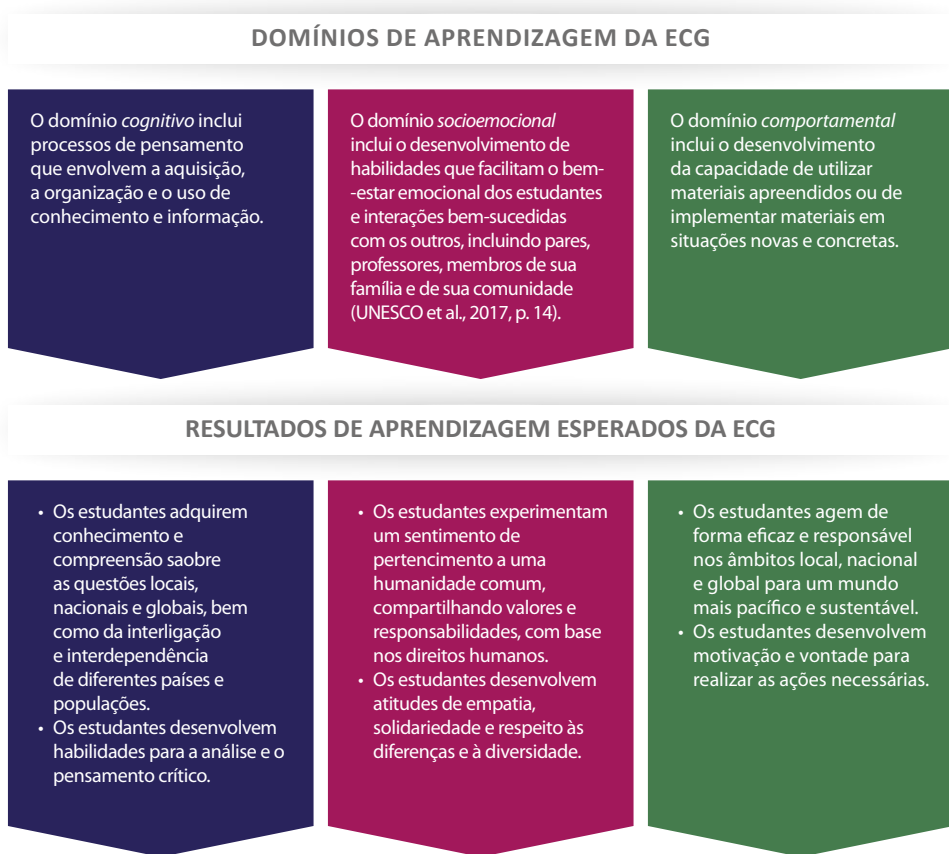 DOMÍNIOS DE APRENDIZAGEM DA ECG
O domínio cognitivo inclui
processos de pensamento
que envolvem a aquisição,
a organização e o uso de
conhecimento e informação.
O domínio socioemocional
inclui o desenvolvimento de
habilidades que facilitam o bem-
-estar emocional dos estudantes
e interações bem-sucedidas
com os outros, incluindo pares,
professores, membros de sua
família e de sua comunidade
(UNESCO et al., 2017, p. 14).
O domínio comportamental
inclui o desenvolvimento
da capacidade de utilizar
materiais apreendidos ou de
implementar materiais em
situações novas e concretas.
RESULTADOS DE APRENDIZAGEM ESPERADOS DA ECG
• Os estudantes adquirem
conhecimento e
compreensão saobre
as questões locais,
nacionais e globais, bem
como da interligação
e interdependência
de diferentes países e
populações.
• Os estudantes desenvolvem
habilidades para a análise e o
pensamento crítico.
• Os estudantes experimentam
um sentimento de
pertencimento a uma
humanidade comum,
compartilhando valores e
responsabilidades, com base
nos direitos humanos.
• Os estudantes desenvolvem
atitudes de empatia,
solidariedade e respeito às
diferenças e à diversidade.
• Os estudantes agem de
forma eficaz e responsável
nos âmbitos local, nacional
e global para um mundo
mais pacífico e sustentável.
• Os estudantes desenvolvem
motivação e vontade para
realizar as ações necessárias.